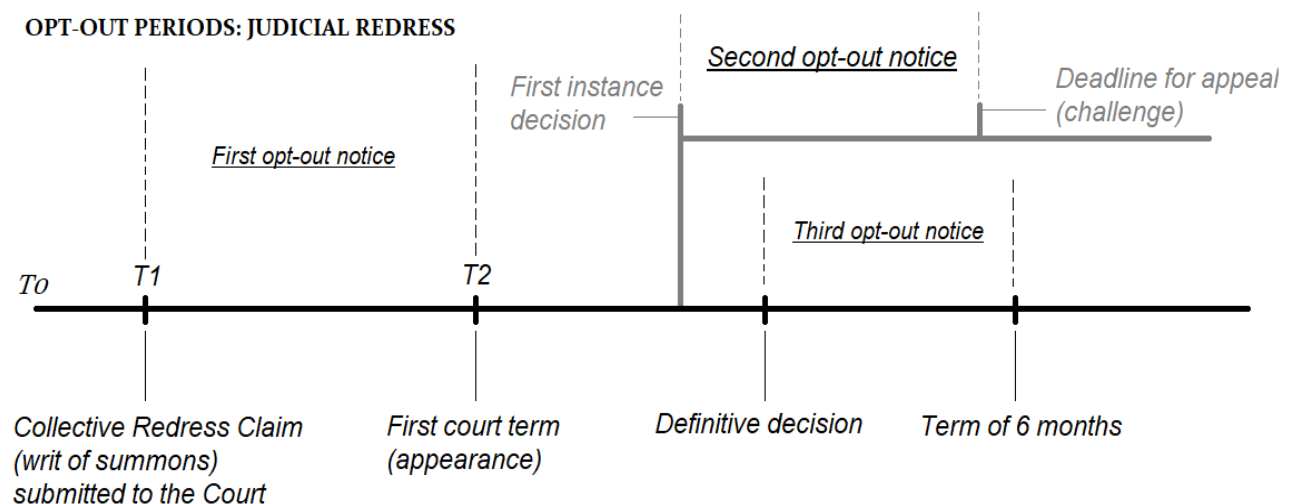 OPT-OUT PERIODS: JUDICIAL REDRESS
Second opt-out notice
First instance
decision
Deadline for appeal
(challenge)
First opt-out notice
Third opt-out notice
To
T1
T2
Collective Redress Claim
(writ of summons)
submitted to the Court
First court term
(appearance)
Definitive decision
Term of 6 months